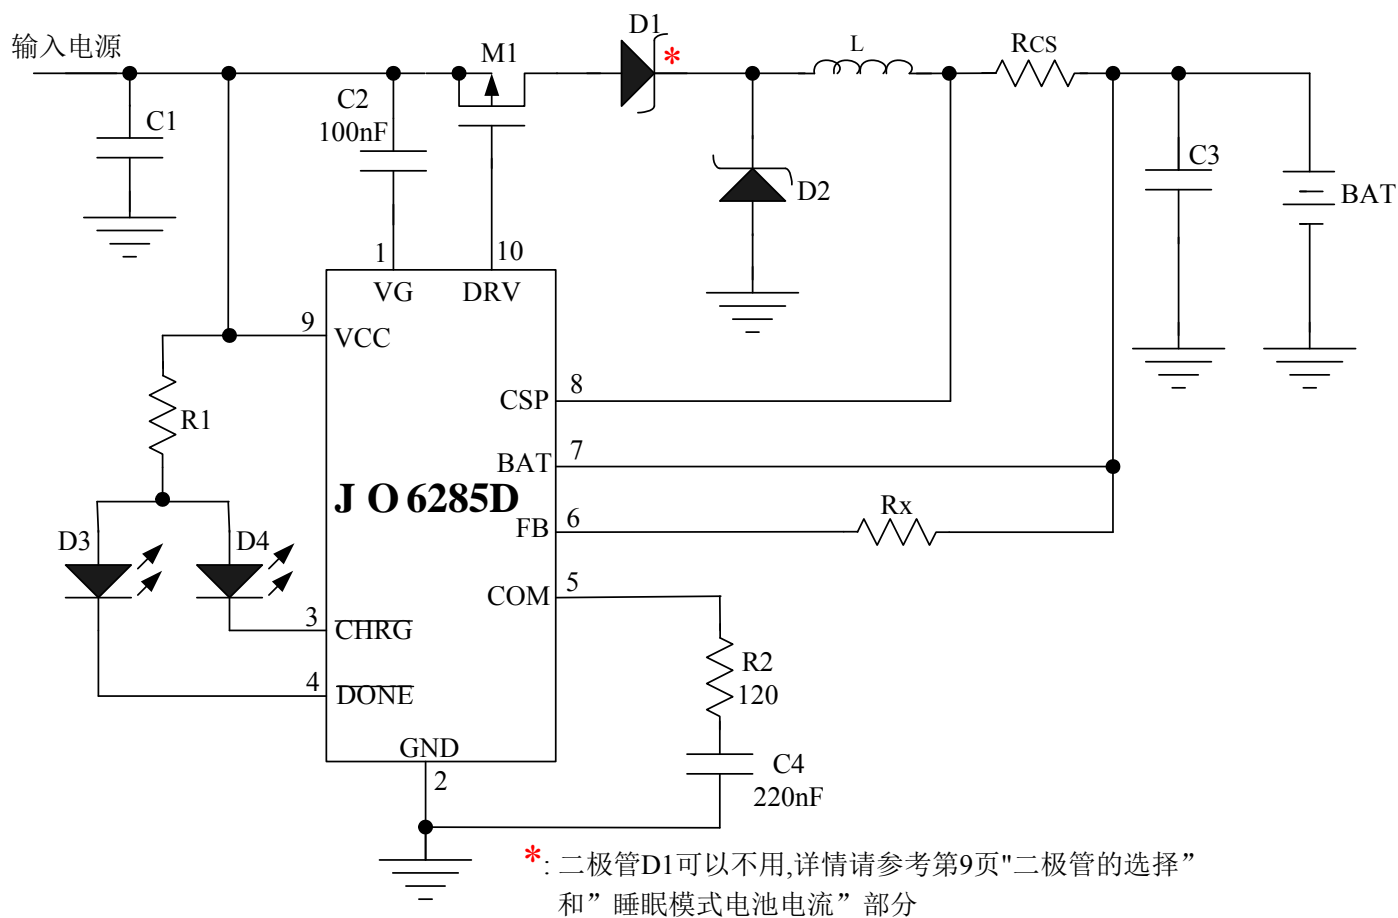 输入电源
D1
*
L
RCS
M1
C2
100nF
C1
C3
D2
BAT
1
10
VG
DRV
9
VCC
8
CSP
R1
7
BAT
J O 6285D
Rx
6
FB
D3
D4
5
COM
3
CHRG
R2
120
4
DONE
GND
2
C4
220nF
*: 二极管D1可以不用,详情请参考第9页"二极管的选择”
和”睡眠模式电池电流”部分